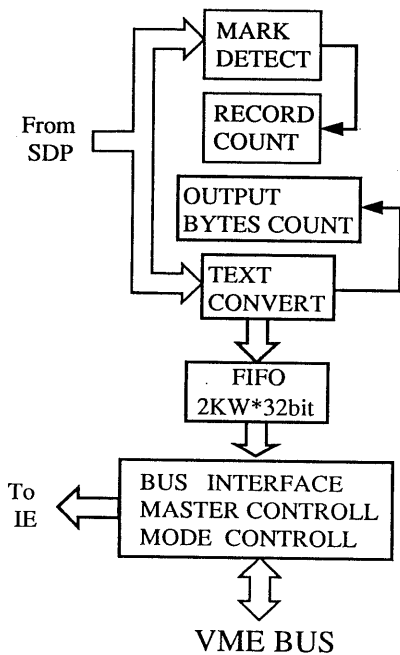 MARK
DETECT
RECORD
COUNT
From
SDP
OUTPUT
BYTES COUNT
TEXT
CONVERT
FIFO
2KW*32bit
BUS INTERFACE
MASTER CONTROLL
MODE CONTROLL
To
IE
VME BUS